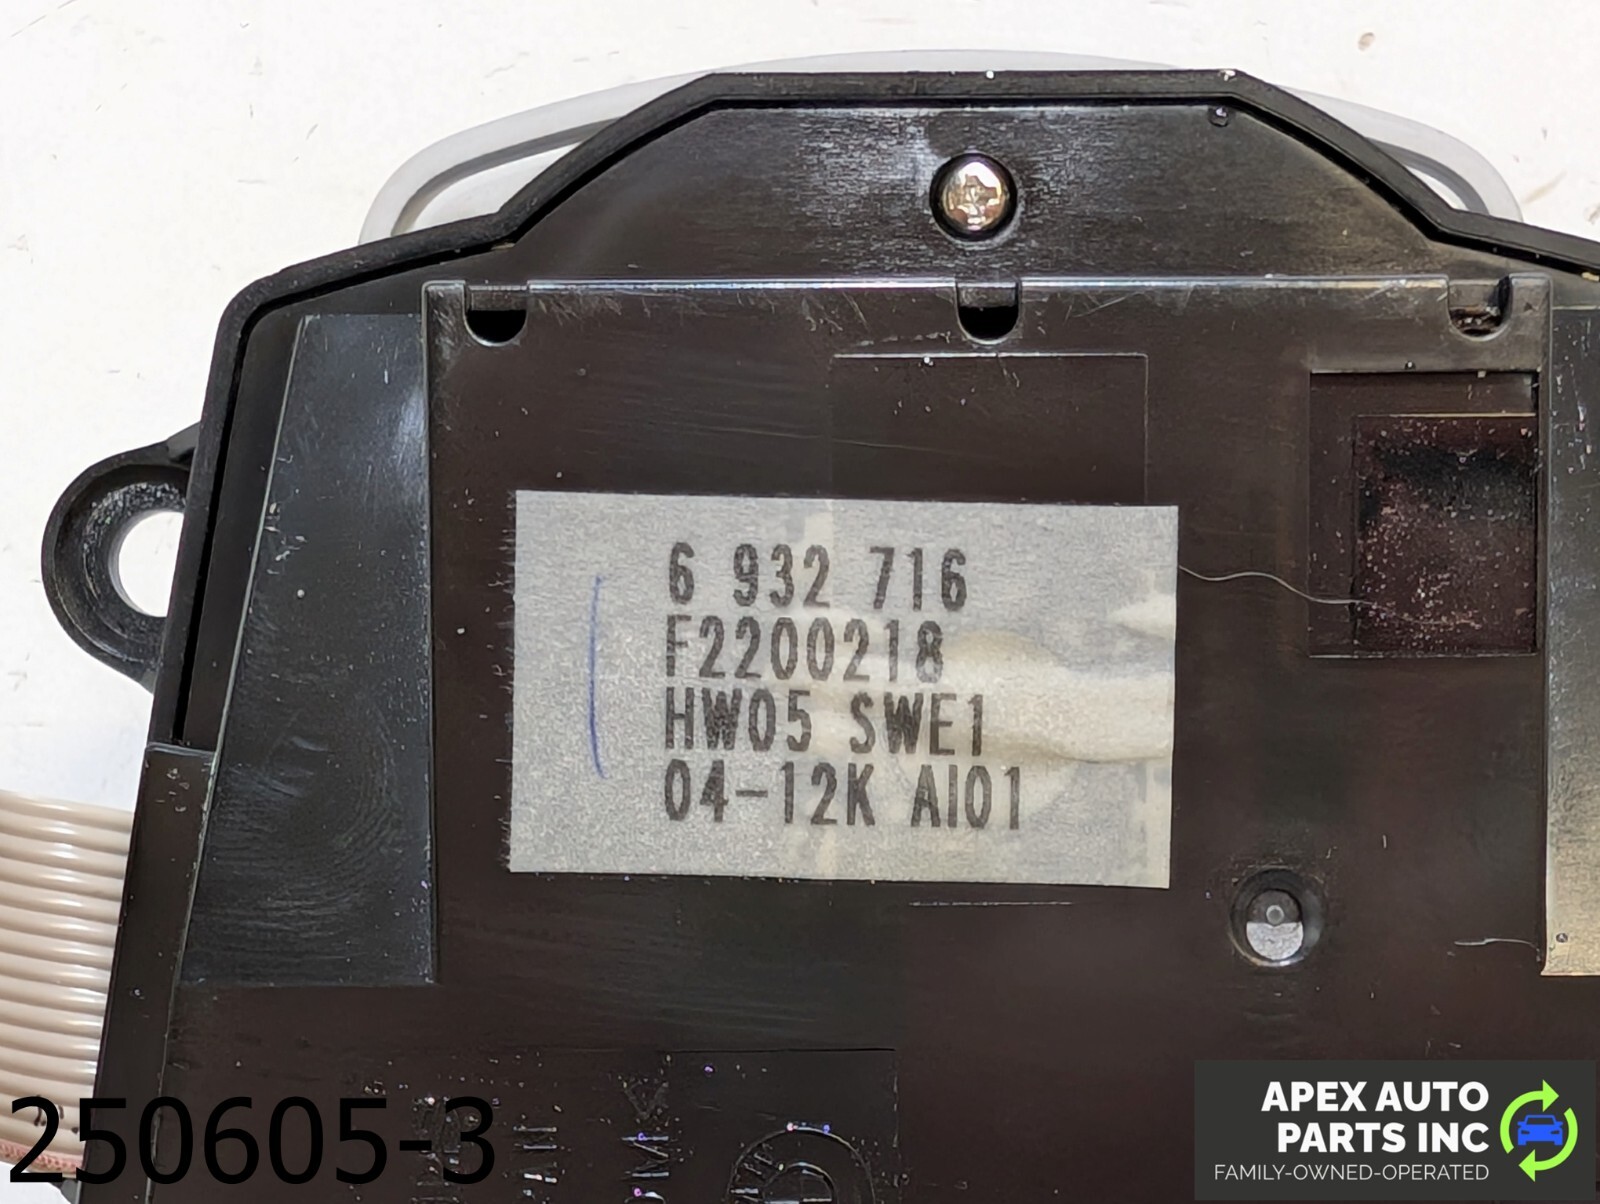 6 932 716
F2200218
HW05 SWE1
04-12K AI01
250605-3
APEX AUTO
PARTS INC
FAMILY-OWNED-OPERATED